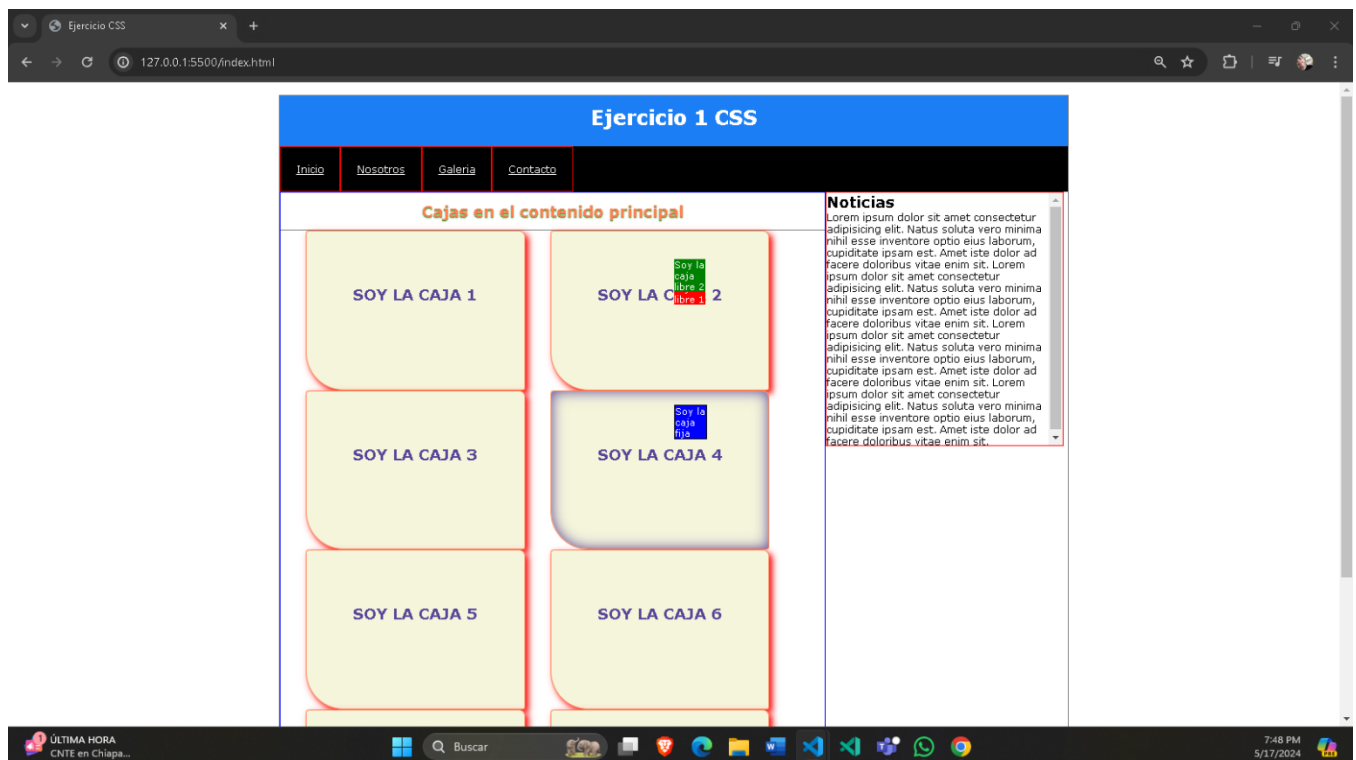 Ejercicio CSS
127.0.0.1:5500/index.html
Ejercicio 1 CSS
Inicio
Nosotros
Galeria
Contacto
Cajas en el contenido principal
SOY LA CAJA 1
SOY LA C 2
Soy la
caja
libre 2
libre 1
SOY LA CAJA 3
SOY LA CAJA 4
Soy la
caja
fija
SOY LA CAJA 5
SOY LA CAJA 6
Noticias
Lorem ipsum dolor sit amet consectetur
adipisicing elit. Natus soluta vero minima
nihil esse inventore optio eius laborum,
cupiditate ipsam est. Amet iste dolor ad
facere doloribus vitae enim sit. Lorem
ipsum dolor sit amet consectetur
adipisicing elit. Natus soluta vero minima
nihil esse inventore optio eius laborum,
cupiditate ipsam est. Amet iste dolor ad
facere doloribus vitae enim sit. Lorem
ipsum dolor sit amet consectetur
adipisicing elit. Natus soluta vero minima
nihil esse inventore optio eius laborum,
cupiditate ipsam est. Amet iste dolor ad
facere doloribus vitae enim sit. Lorem
ipsum dolor sit amet consectetur
adipisicing elit. Natus soluta vero minima
nihil esse inventore optio eius laborum,
cupiditate ipsam est. Amet iste dolor ad
facere doloribus vitae enim sit.
1
ÚLTIMA HORA
CNTE en Chiapa...
Buscar
7:48 PM
5/17/2024